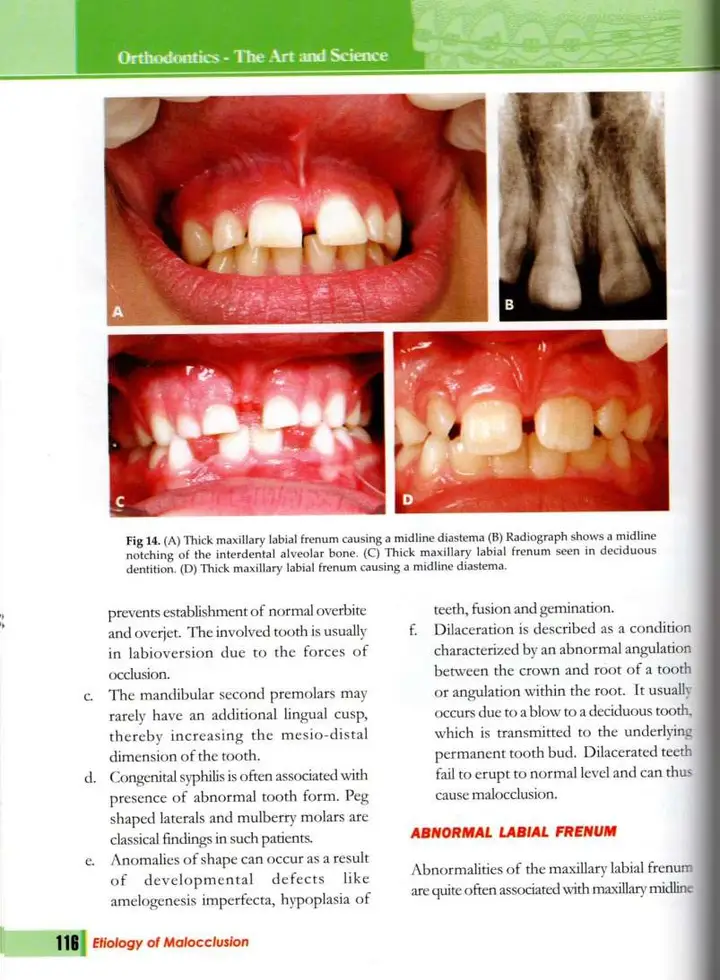 Orthodontics - The Art and Science
A
B
C
D
Fig 14. (A) Thick maxillary labial frenum causing a midline diastema (B) Radiograph shows a midline
notching of the interdental alveolar bone. (C) Thick maxillary labial frenum seen in deciduous
dentition. (D) Thick maxillary labial frenum causing a midline diastema.
prevents establishment of normal overbite
and overjet. The involved tooth is usually
in labioversion due to the forces of
occlusion.
c. The mandibular second premolars may
rarely have an additional lingual cusp,
thereby increasing the mesio-distal
dimension of the tooth.
d. Congenital syphilis is often associated with
presence of abnormal tooth form. Peg
shaped laterals and mulberry molars are
classical findings in such patients.
e. Anomalies of shape can occur as a result
of developmental defects like
amelogenesis imperfecta, hypoplasia of
teeth, fusion and gemination.
f. Dilaceration is described as a condition
characterized by an abnormal angulation
between the crown and root of a tooth
or angulation within the root. It usually
occurs due to a blow to a deciduous tooth,
which is transmitted to the underlying
permanent tooth bud. Dilacerated teeth
fail to erupt to normal level and can thus
cause malocclusion.
ABNORMAL LABIAL FRENUM
Abnormalities of the maxillary labial frenum
are quite often associated with maxillary midline
116 Etiology of Malocclusion